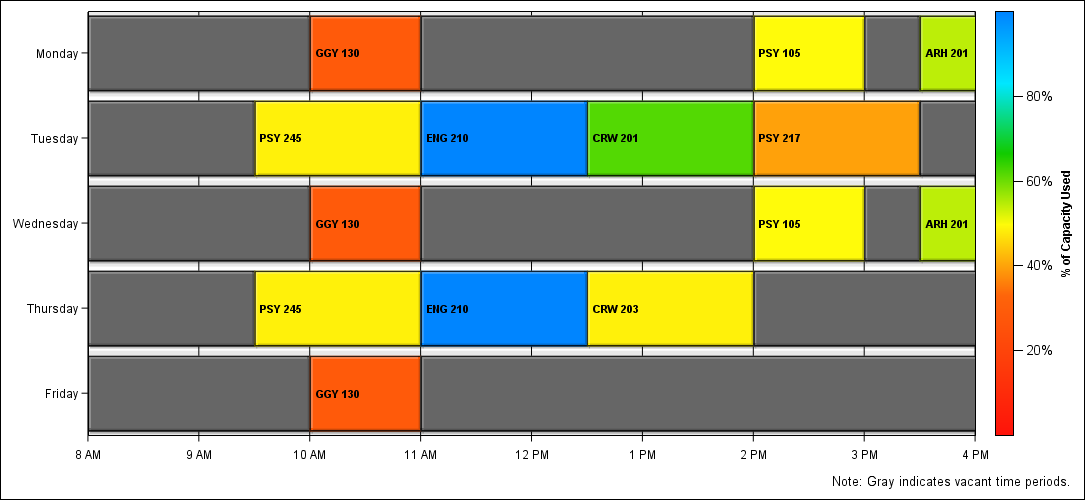 Monday
GGY 130
PSY 105
ARH 201
80%
Tuesday
PSY 245
ENG 210
CRW 201
PSY 217
60%
Wednesday
GGY 130
PSY 105
ARH 201
% of Capacity Used
40%
Thursday
PSY 245
ENG 210
CRW 203
20%
Friday
GGY 130
8 AM 9 AM 10 AM 11 AM 12 PM 1 PM 2 PM 3 PM 4 PM
Note: Gray indicates vacant time periods.